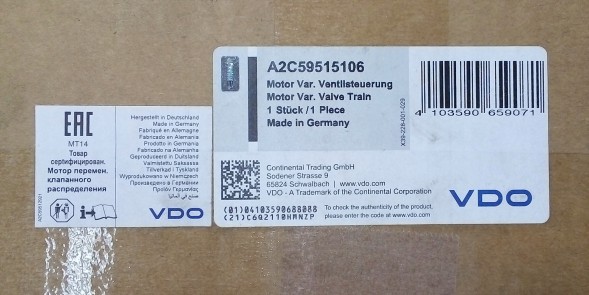 A2C59515106
Motor Var. Ventilsteuerung
Motor Var. Valve Train
1 Stück / 1 Piece
Made in Germany
X39-228-001-029
4 103590 659071
Continental Trading GmbH
Sodener Strasse 9
65824 Schwalbach | www.vdo.com
VDO - A Trademark of the Continental Corporation
To check the authenticity of the product,
please enter the code at www.vdo.com
VDO
EAC
MT14
Товар
сертифицирован.
Мотор перемен.
клапанного
распределения
Hergestellt in Deutschland
Made in Germany
Fabriqué en Allemagne
Fabricado en Alemania
Prodotto in Germania
Fabricado na Alemanha
Geproduceerd in Duitsland
Valmistettu Saksassa
Tillverkad i Tyskland
Wyprodukowano w Niemczech
Произведено в Германии
Προϊόν Γερμανίας
صنع في ألمانيا
VDO